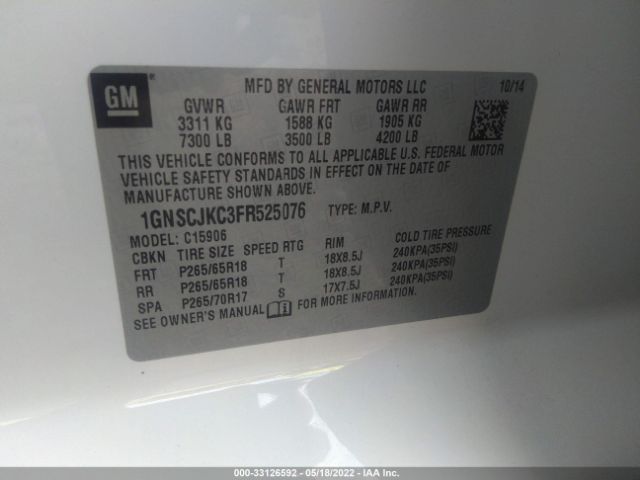 GM
MFD BY GENERAL MOTORS LLC 10/14
GVWR GAWR FRT GAWR RR
3311 KG 1588 KG 1905 KG
7300 LB 3500 LB 4200 LB
THIS VEHICLE CONFORMS TO ALL APPLICABLE U.S. FEDERAL MOTOR
VEHICLE SAFETY STANDARDS IN EFFECT ON THE DATE OF
MANUFACTURE SHOWN ABOVE.
1GNSCJKC3FR525076 TYPE: M.P.V.
MODEL: C15906
CBKN TIRE SIZE SPEED RTG RIM COLD TIRE PRESSURE
FRT P265/65R18 T 18X8.5J 240KPA(35PSI)
RR P265/65R18 T 18X8.5J 240KPA(35PSI)
SPA P265/70R17 S 17X7.5J 240KPA(35PSI)
SEE OWNER'S MANUAL FOR MORE INFORMATION.
000-33126592 — 05/18/2022 — IAA Inc.